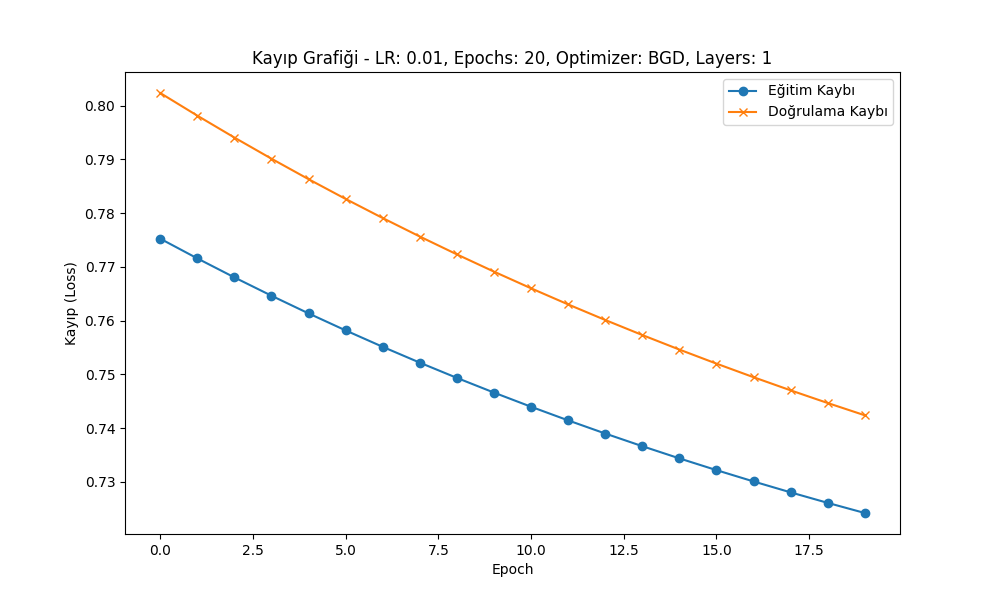 Kayıp Grafiği - LR: 0.01, Epochs: 20, Optimizer: BGD, Layers: 1
Eğitim Kaybı
Doğrulama Kaybı
Kayıp (Loss)
0.80
0.79
0.78
0.77
0.76
0.75
0.74
0.73
0.0 2.5 5.0 7.5 10.0 12.5 15.0 17.5
Epoch